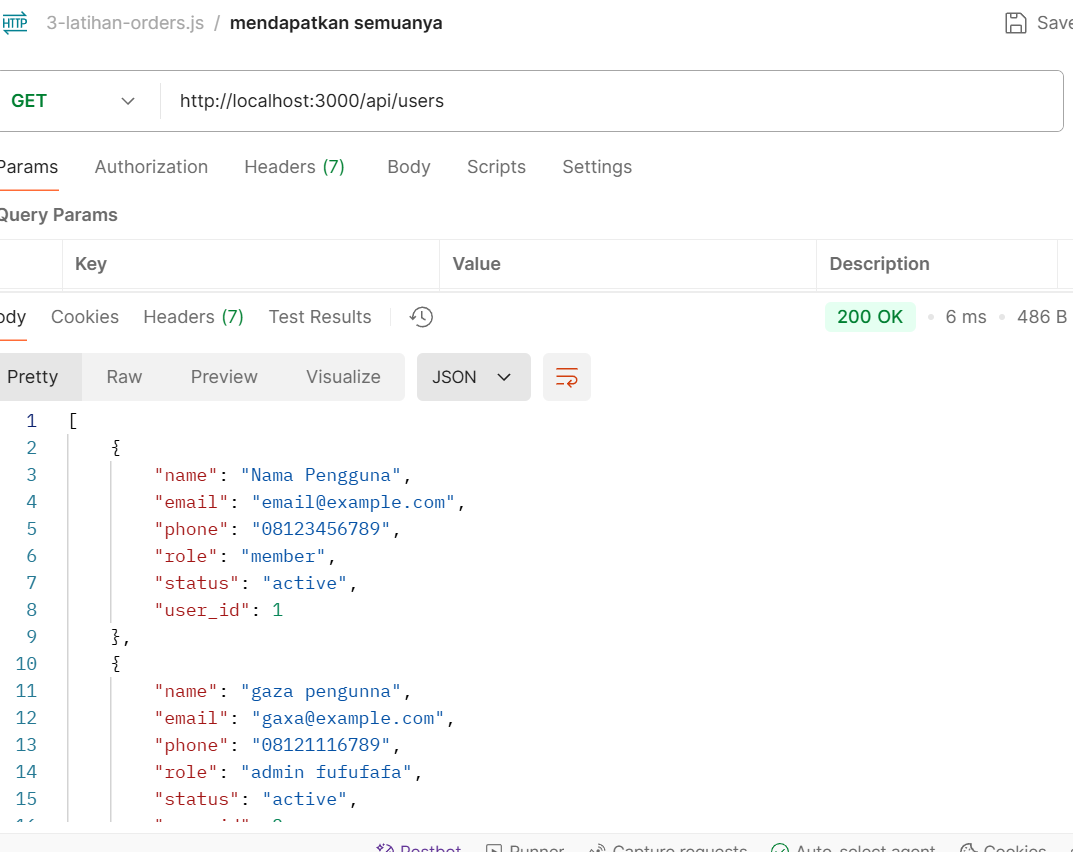 HTTP 3-latihan-orders.js / mendapatkan semuanya Save
GET http://localhost:3000/api/users
Params Authorization Headers (7) Body Scripts Settings
Query Params
Key Value Description
ody Cookies Headers (7) Test Results 200 OK • 6 ms • 486 B
Pretty Raw Preview Visualize JSON
1 [
2 {
3 "name": "Nama Pengguna",
4 "email": "email@example.com",
5 "phone": "08123456789",
6 "role": "member",
7 "status": "active",
8 "user_id": 1
9 },
10 {
11 "name": "gaza pengunna",
12 "email": "gaxa@example.com",
13 "phone": "08121116789",
14 "role": "admin fufufafa",
15 "status": "active",
Postbot Runner Capture requests Auto-select agent Cookies